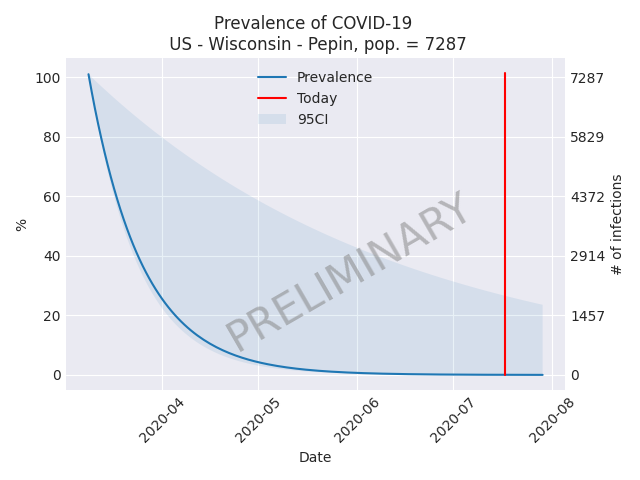 Prevalence of COVID-19
US - Wisconsin - Pepin, pop. = 7287
Prevalence
Today
95CI
100
80
60
40
20
0
%
7287
5829
4372
2914
1457
0
# of infections
PRELIMINARY
2020-04
2020-05
2020-06
2020-07
2020-08
Date